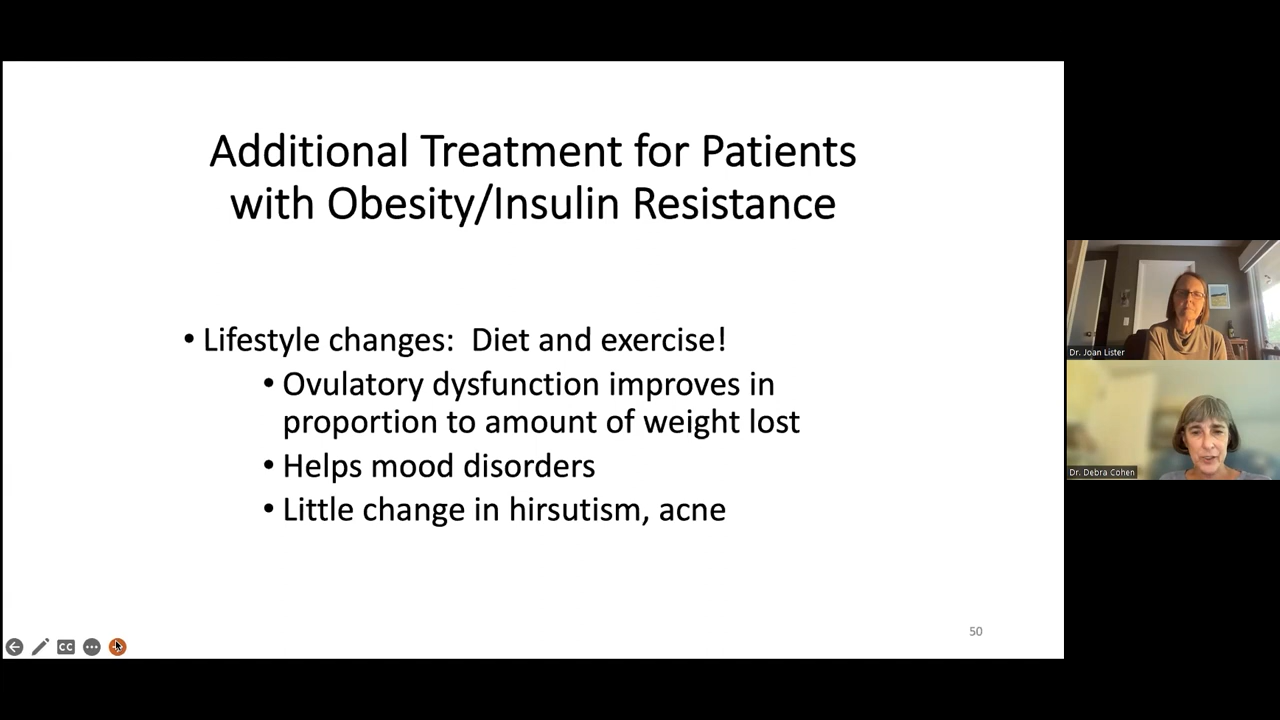 Additional Treatment for Patients
with Obesity/Insulin Resistance
• Lifestyle changes:  Diet and exercise!
• Ovulatory dysfunction improves in
proportion to amount of weight lost
• Helps mood disorders
• Little change in hirsutism, acne
50
CC
Dr. Joan Lister
Dr. Debra Cohen